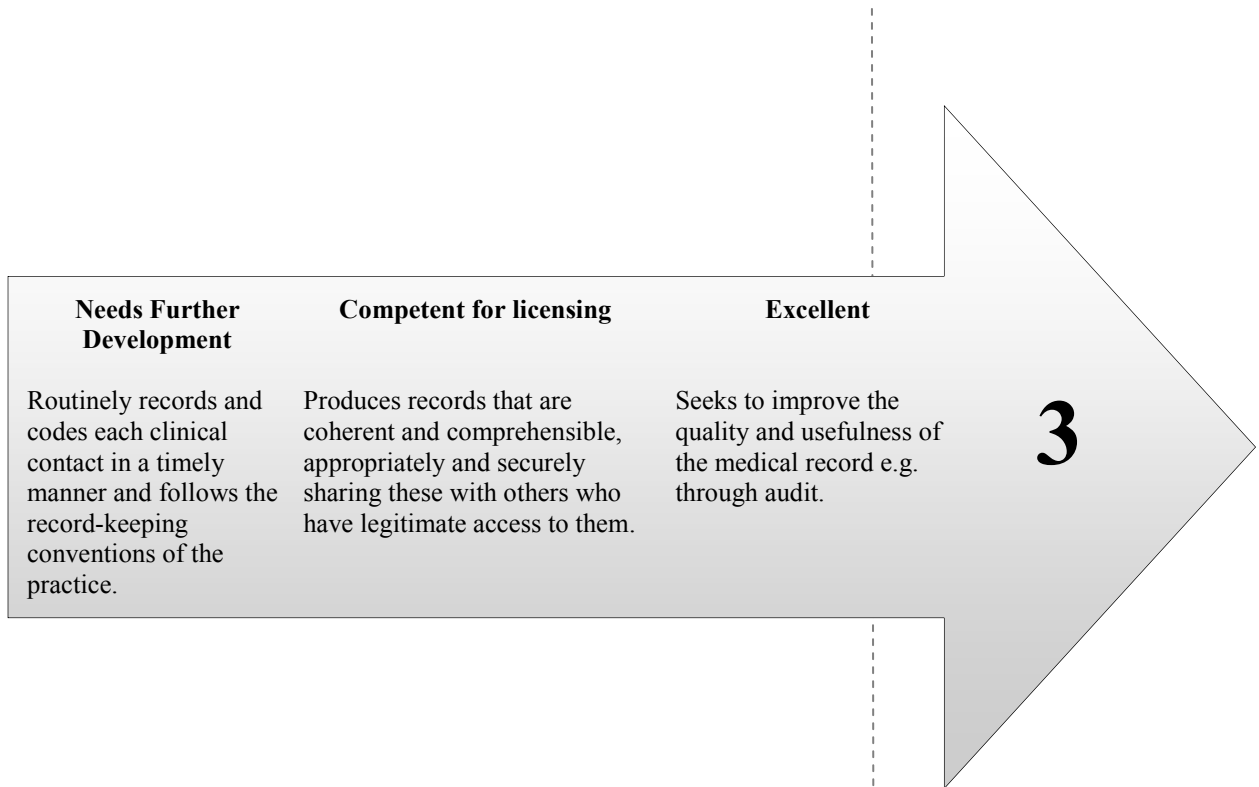 Needs Further
Development
Routinely records and
codes each clinical
contact in a timely
manner and follows the
record-keeping
conventions of the
practice.
Competent for licensing
Produces records that are
coherent and comprehensible,
appropriately and securely
sharing these with others who
have legitimate access to them.
Excellent
Seeks to improve the
quality and usefulness of
the medical record e.g.
through audit.
3